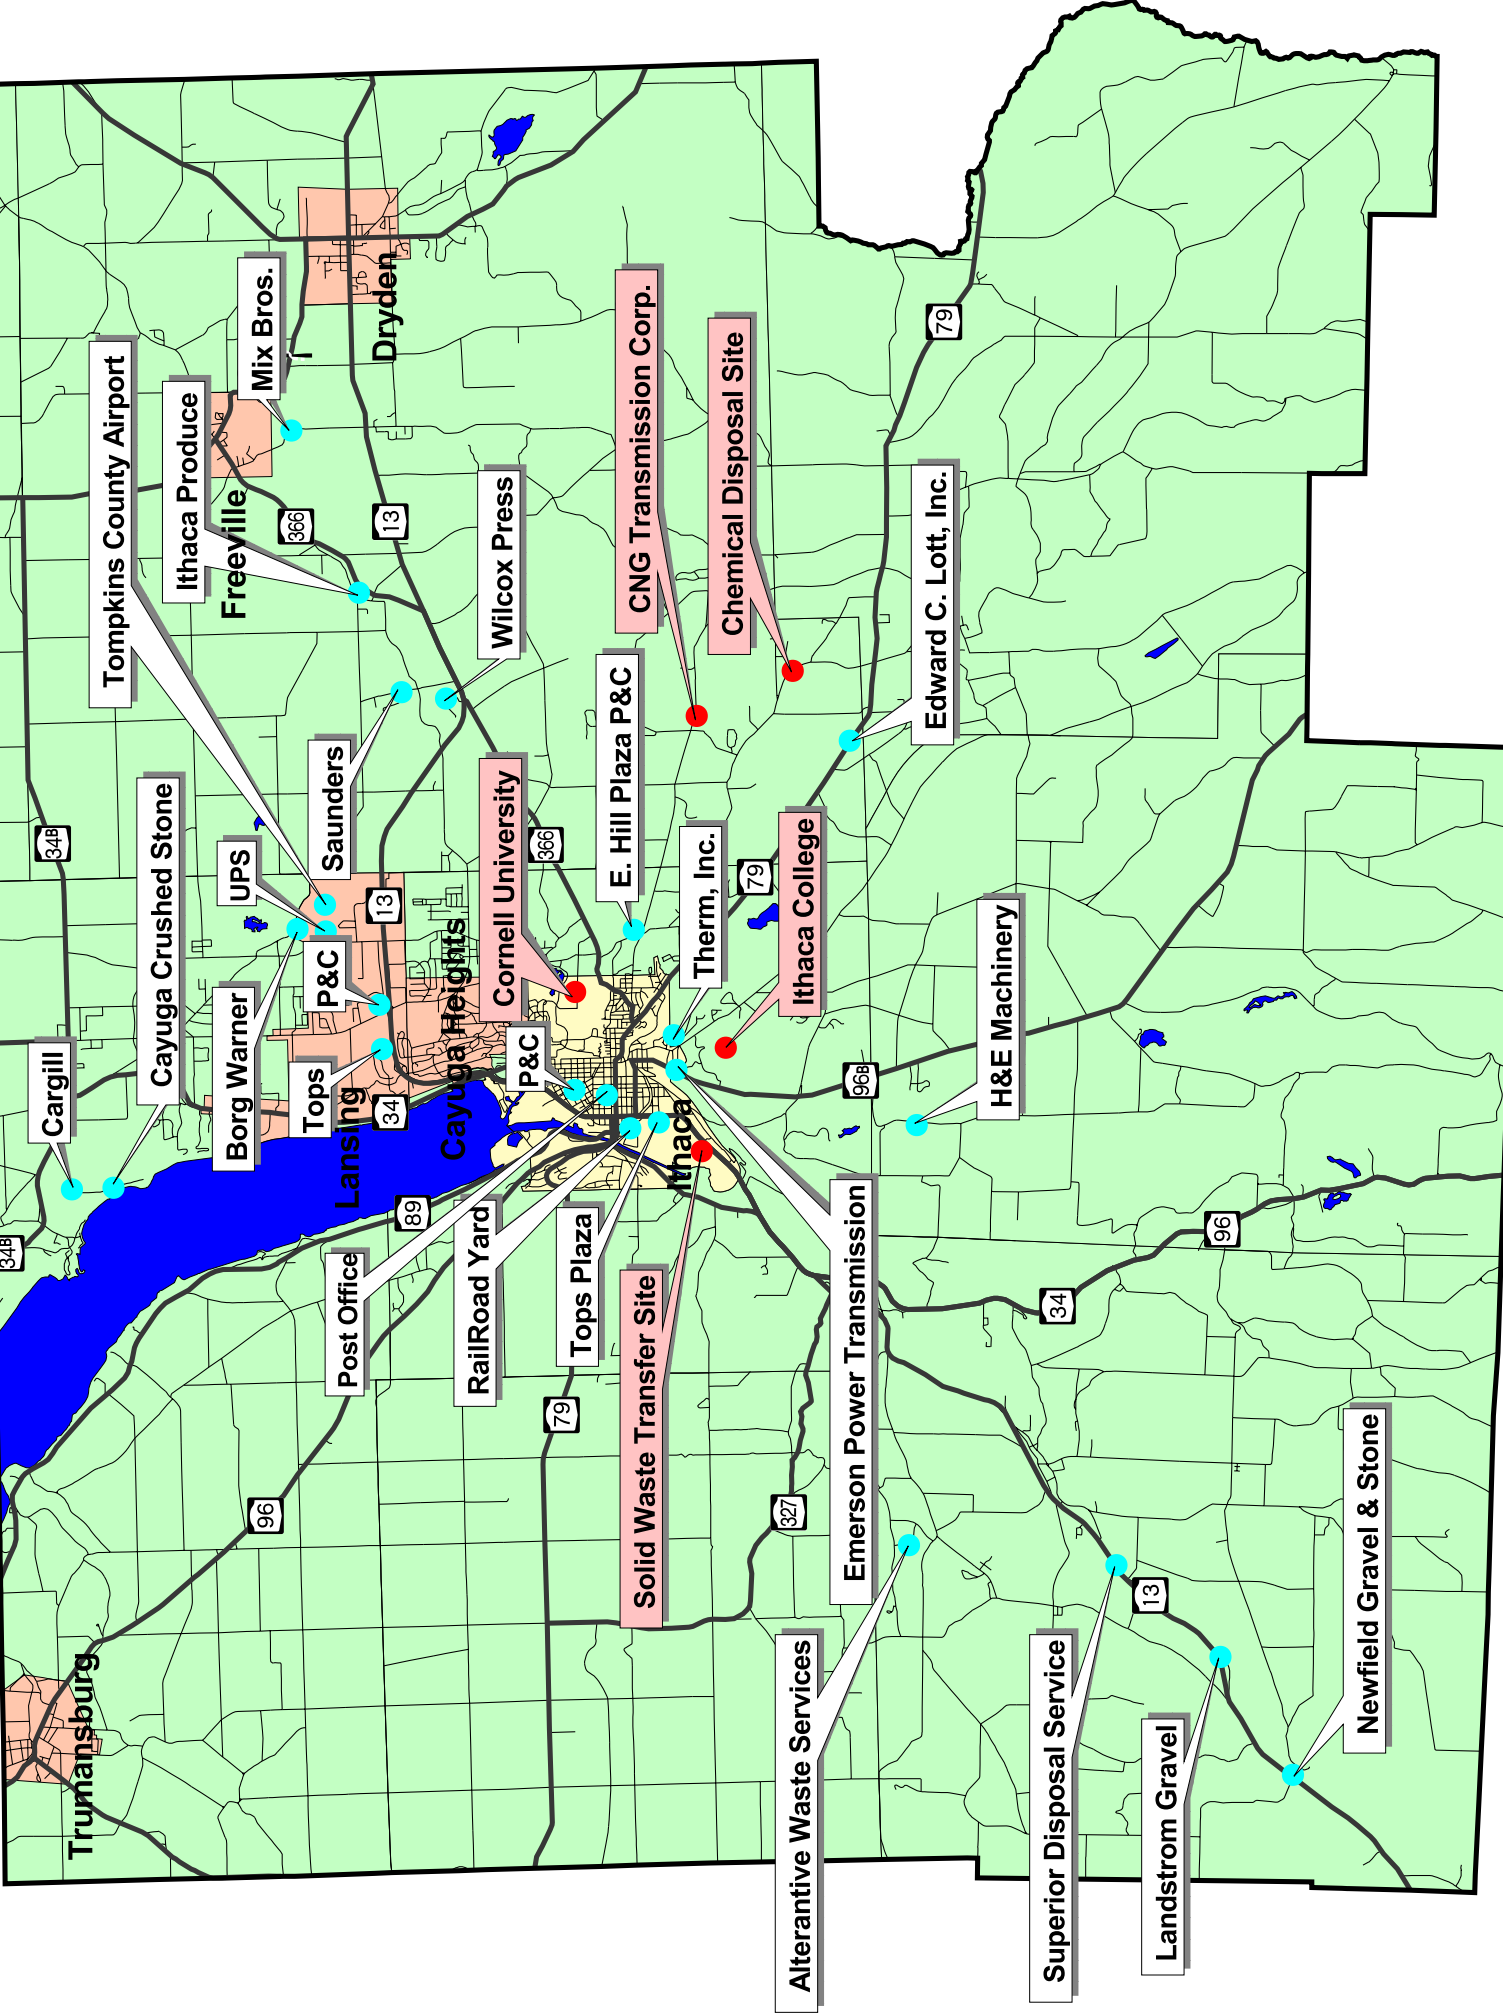 34B
Cargill
34B
Cayuga Crushed Stone
Tompkins County Airport
Ithaca Produce
Freeville
Mix Bros.
UPS
Borg Warner
P&C
Tops
Saunders
366
13
Dryden
Wilcox Press
13
34
Lansing
Cayuga Heights
89
Trumansburg
96
Post Office
RailRoad Yard
Cornell University
P&C
366
E. Hill Plaza P&C
CNG Transmission Corp.
Chemical Disposal Site
Therm, Inc.
79
Ithaca College
Ithaca
Tops Plaza
79
Solid Waste Transfer Site
327
Emerson Power Transmission
96B
H&E Machinery
Edward C. Lott, Inc.
79
34
96
Alterantive Waste Services
Superior Disposal Service
13
Landstrom Gravel
Newfield Gravel & Stone